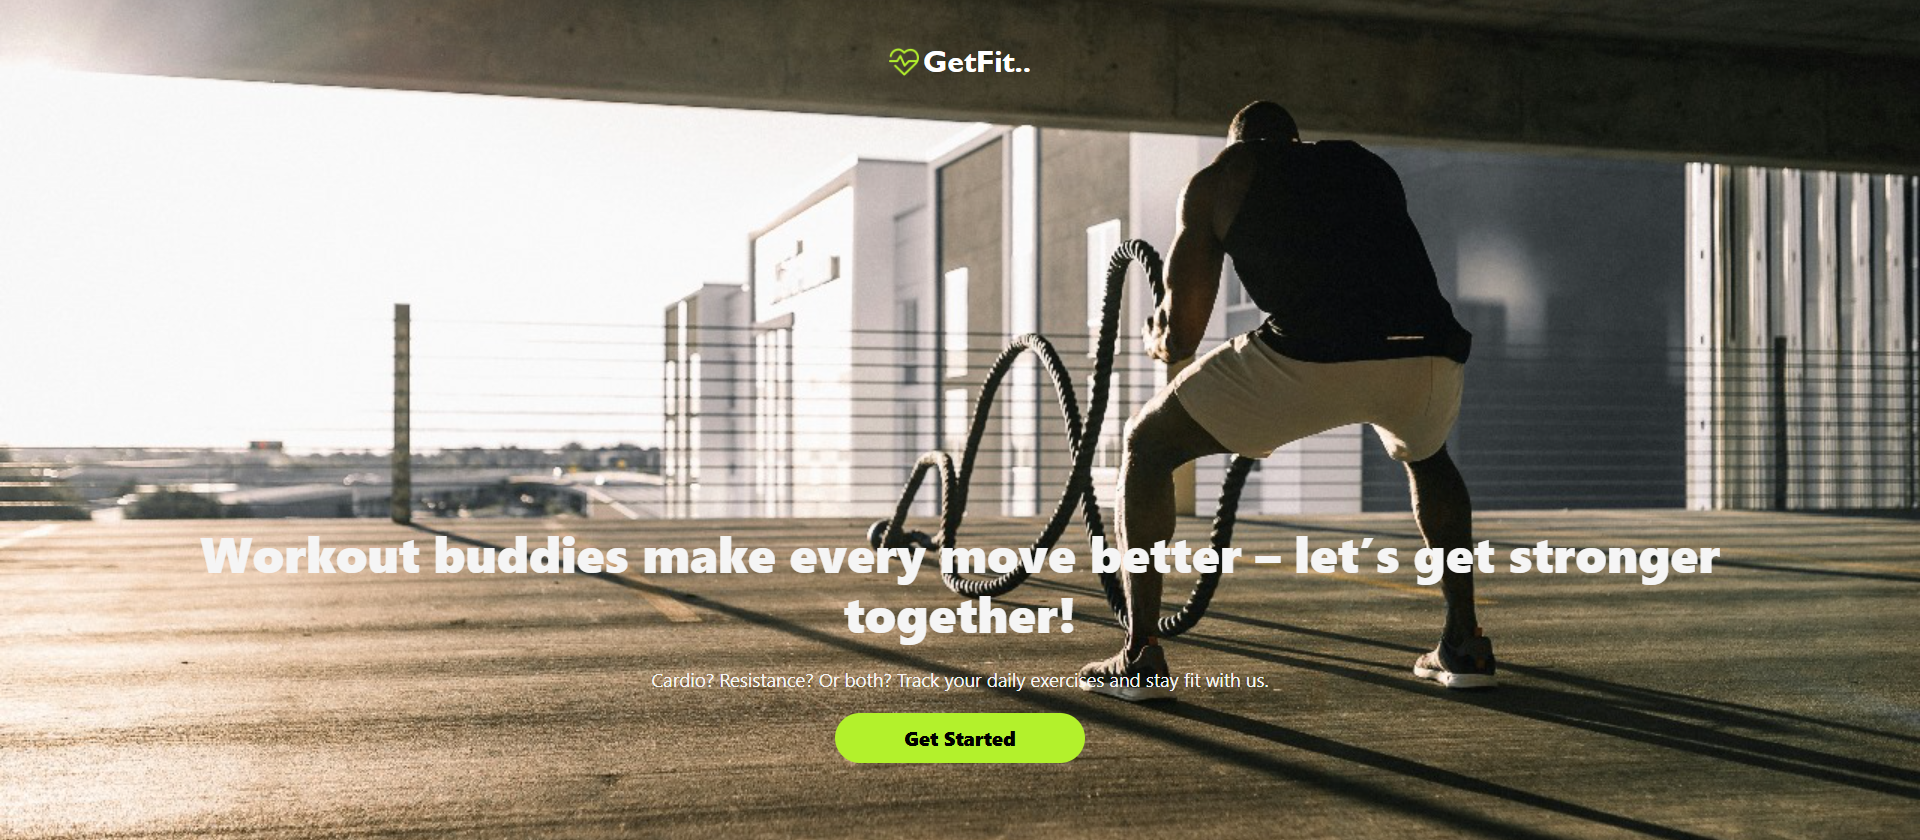 GetFit..
Workout buddies make every move better – let’s get stronger
together!
Cardio? Resistance? Or both? Track your daily exercises and stay fit with us. _
Get Started